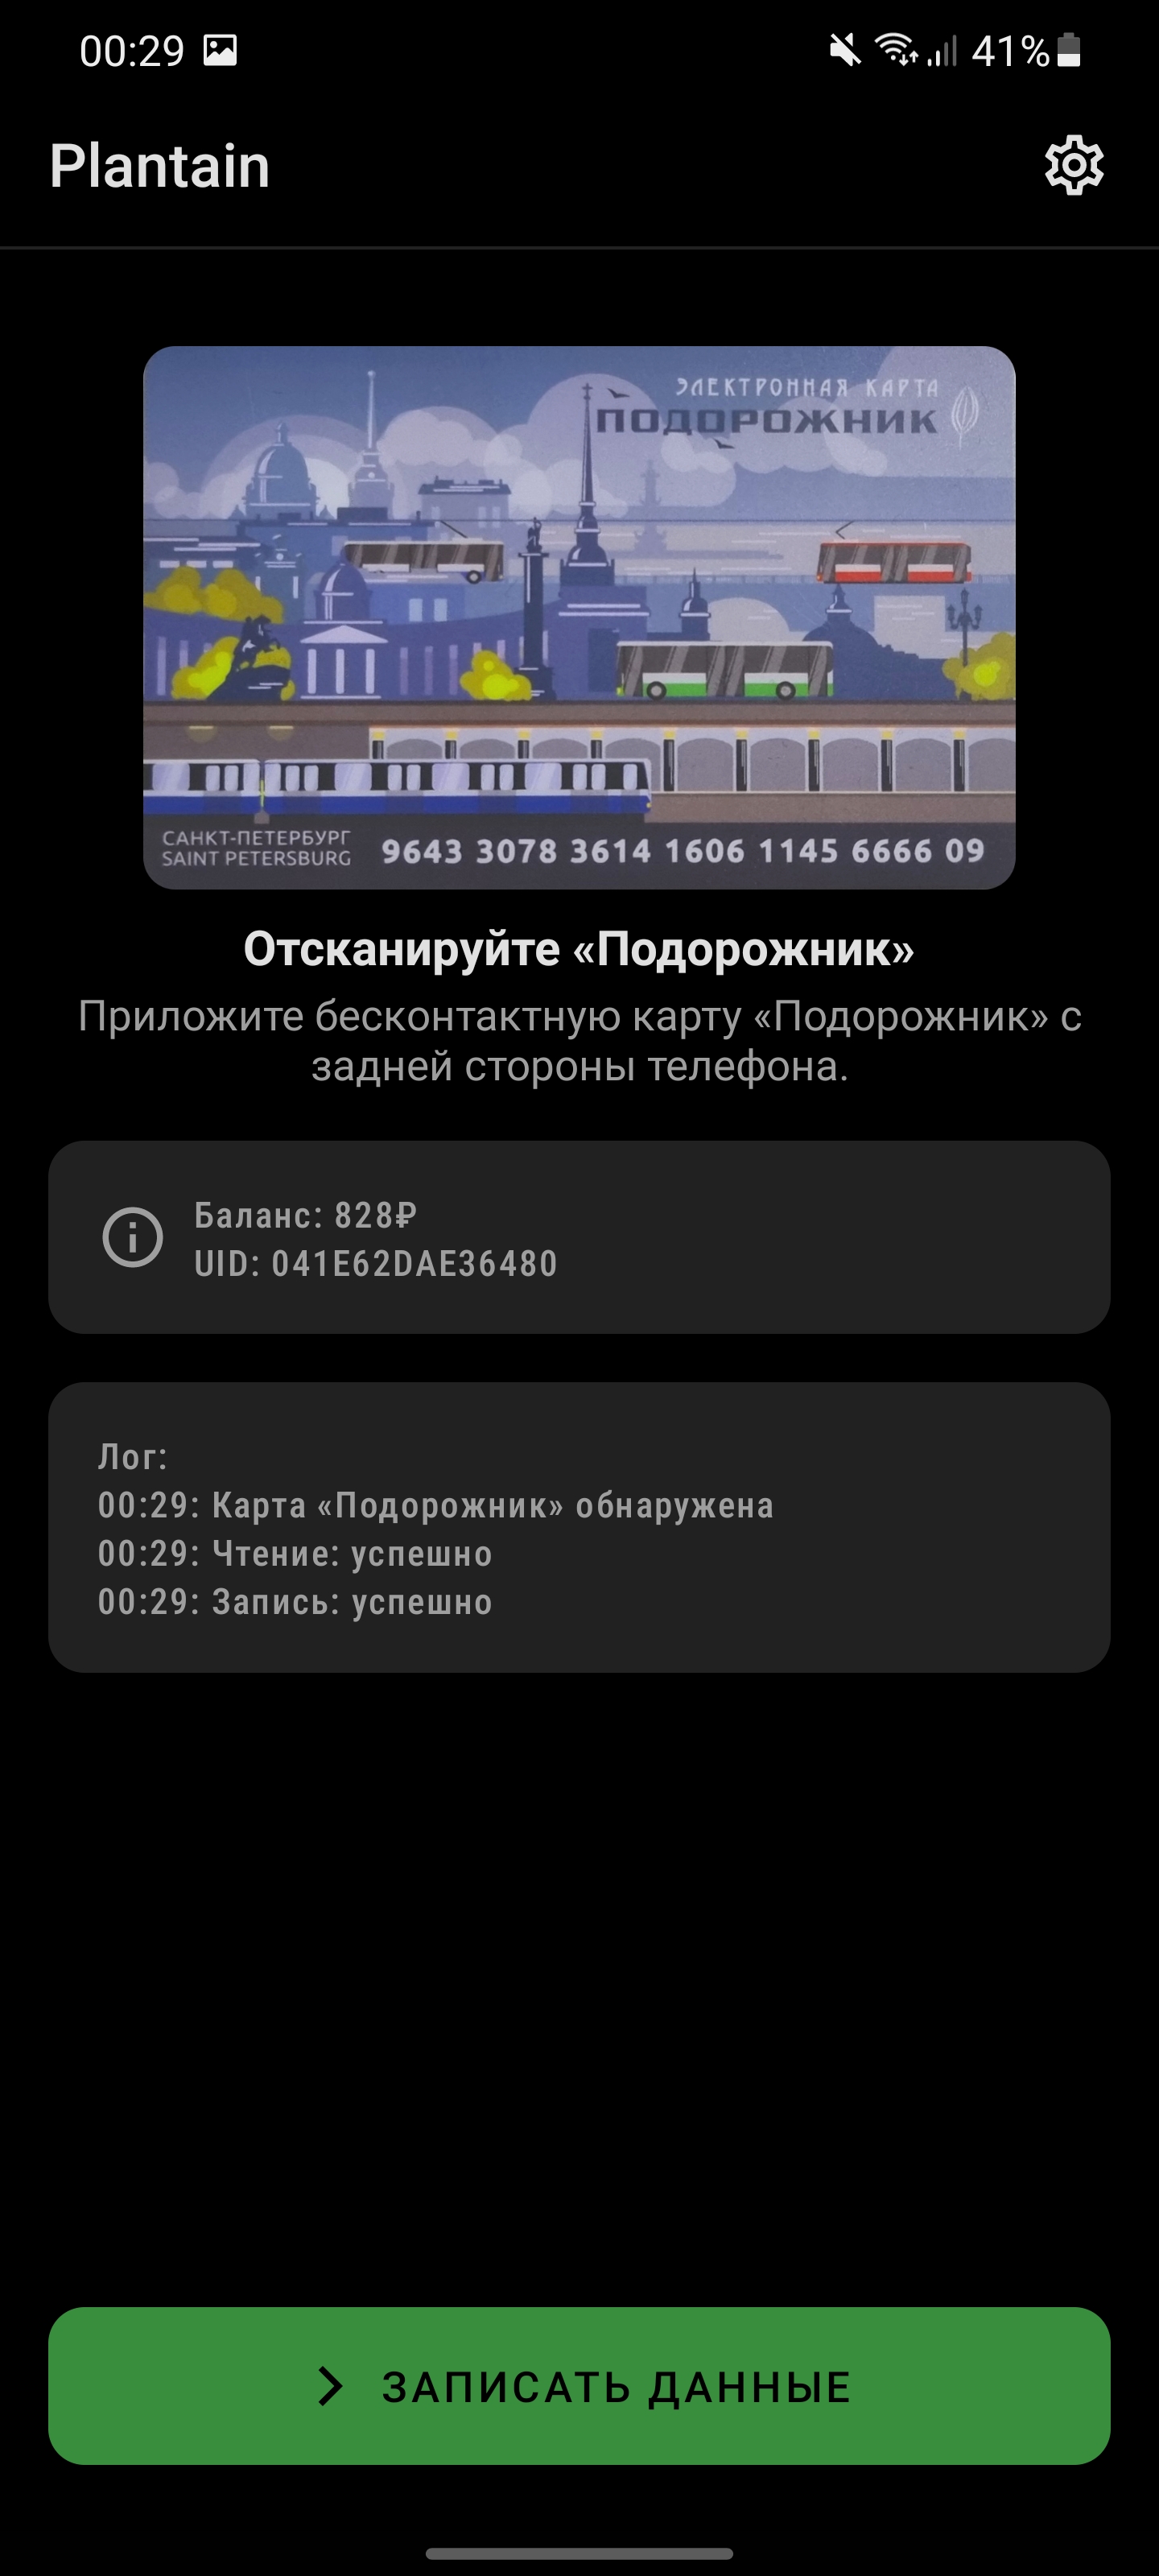 00:29
41%
Plantain
ЭЛЕКТРОННАЯ КАРТА
ПОДОРОЖНИК
САНКТ-ПЕТЕРБУРГ
SAINT PETERSBURG
9643 3078 3614 1606 1145 6666 09
Отсканируйте «Подорожник»
Приложите бесконтактную карту «Подорожник» с
задней стороны телефона.
Баланс: 828₽
UID: 041E62DAE36480
Лог:
00:29: Карта «Подорожник» обнаружена
00:29: Чтение: успешно
00:29: Запись: успешно
ЗАПИСАТЬ ДАННЫЕ